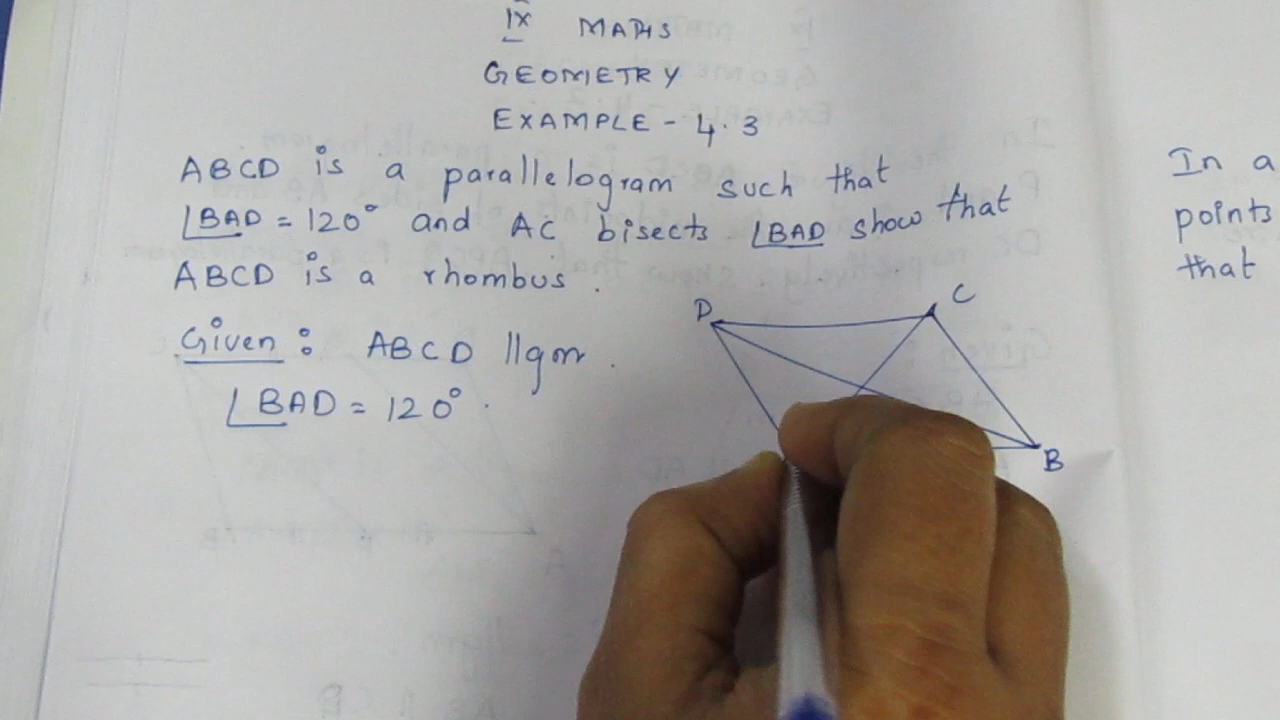 IX MATHS
GEOMETRY
EXAMPLE - 4.3
ABCD is a parallelogram such that
∠BAD = 120° and AC bisects ∠BAD show that
ABCD is a rhombus.
Given : ABCD ||gm.
∠BAD = 120°.
D
C
B
In a
points
that